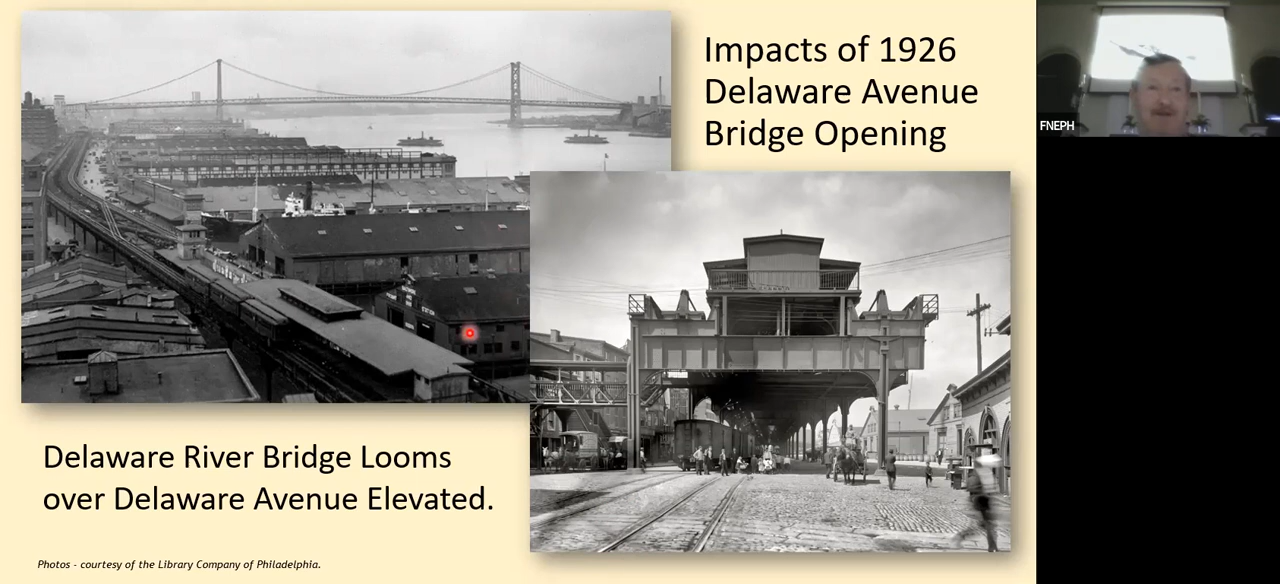 Impacts of 1926
Delaware Avenue
Bridge Opening
FNEPH
Delaware River Bridge Looms
over Delaware Avenue Elevated.
Photos - courtesy of the Library Company of Philadelphia.